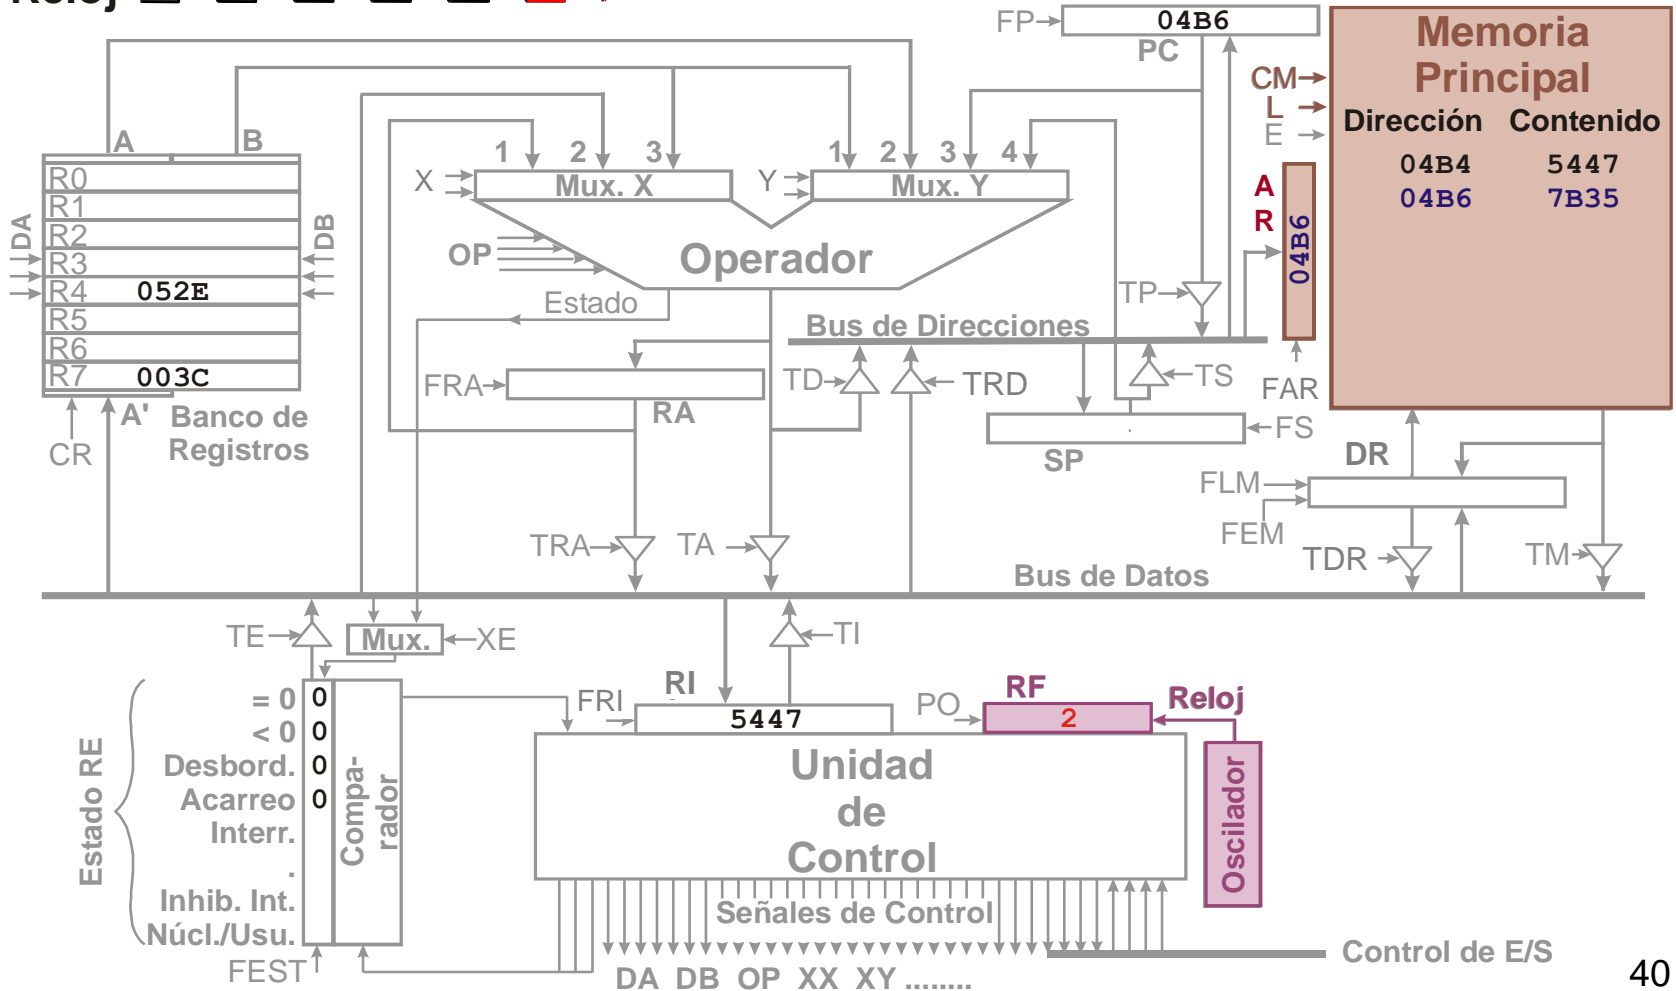 Reloj
FP
04B6
PC
Memoria
Principal
CM
L
E
Dirección Contenido
04B4 5447
04B6 7B35
A B
1 2 3
1 2 3 4
X
Mux. X
Y
Mux. Y
A
R
04B6
FAR
R0
R1
R2
R3
R4 052E
R5
R6
R7 003C
DA
DB
OP
Operador
Estado
TP
Bus de Direcciones
FRA
RA
TD
TRD
TS
FS
SP
A'
Banco de
Registros
CR
DR
FLM
FEM
TRA
TA
TDR
TM
Bus de Datos
TE
Mux.
XE
TI
RI
FRI
5447
PO
RF
2
Reloj
Estado RE
= 0 0
< 0 0
Desbord. 0
Acarreo 0
Interr.
.
Inhib. Int.
Núcl./Usu.
Compa-
rador
Unidad
de
Control
Oscilador
Señales de Control
FEST
DA DB OP XX XY ........
Control de E/S
40